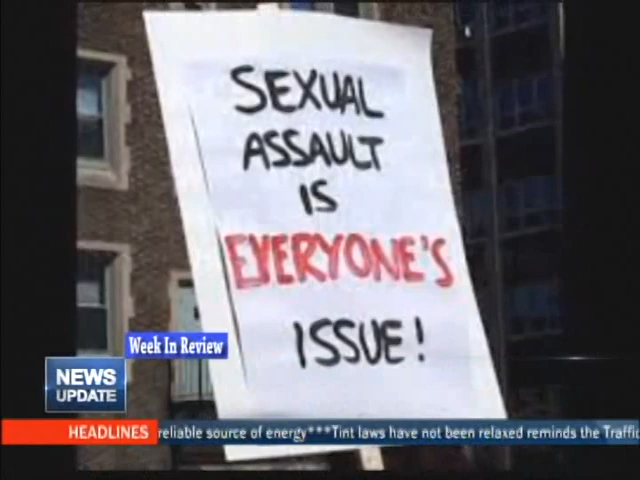 SEXUAL
ASSAULT
IS
EVERYONE'S
ISSUE!
Week In Review
NEWS
UPDATE
HEADLINES reliable source of energy***Tint laws have not been relaxed reminds the Traffic